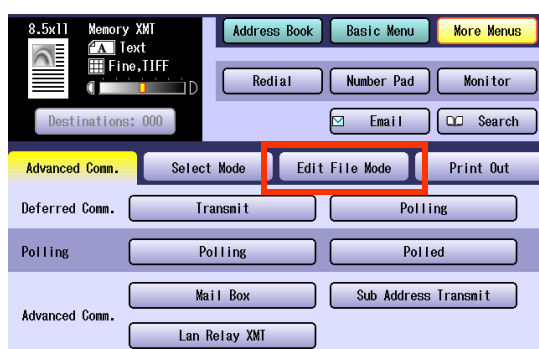 8.5x11 Memory XMT Address Book Basic Menu More Menus
A Text
Fine,TIFF
Redial Number Pad Monitor
Destinations: 000 Email Search
Advanced Comm. Select Mode Edit File Mode Print Out
Deferred Comm. Transmit Polling
Polling Polling Polled
Advanced Comm. Mail Box Sub Address Transmit
Lan Relay XMT